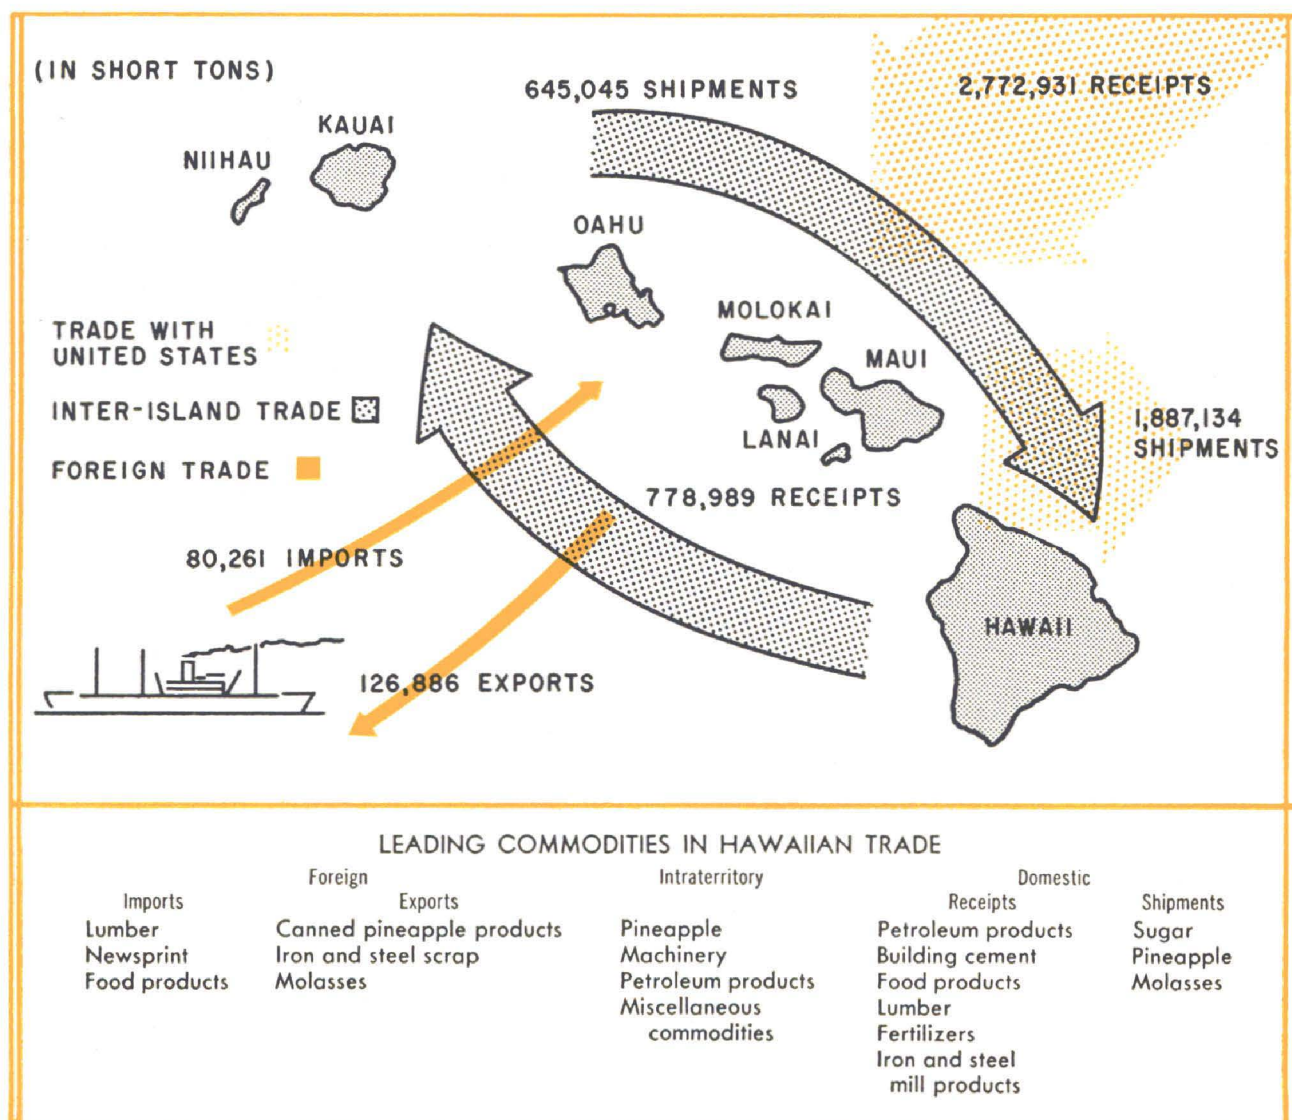 (IN SHORT TONS)
645,045 SHIPMENTS
2,772,931 RECEIPTS
KAUAI
NIIHAU
OAHU
MOLOKAI
MAUI
LANAI
TRADE WITH
UNITED STATES
INTER-ISLAND TRADE
FOREIGN TRADE
1,887,134
SHIPMENTS
778,989 RECEIPTS
80,261 IMPORTS
HAWAII
126,886 EXPORTS
LEADING COMMODITIES IN HAWAIIAN TRADE
Foreign
Imports
Lumber
Newsprint
Food products
Exports
Canned pineapple products
Iron and steel scrap
Molasses
Intraterritory
Pineapple
Machinery
Petroleum products
Miscellaneous
commodities
Domestic
Receipts
Petroleum products
Building cement
Food products
Lumber
Fertilizers
Iron and steel
mill products
Shipments
Sugar
Pineapple
Molasses